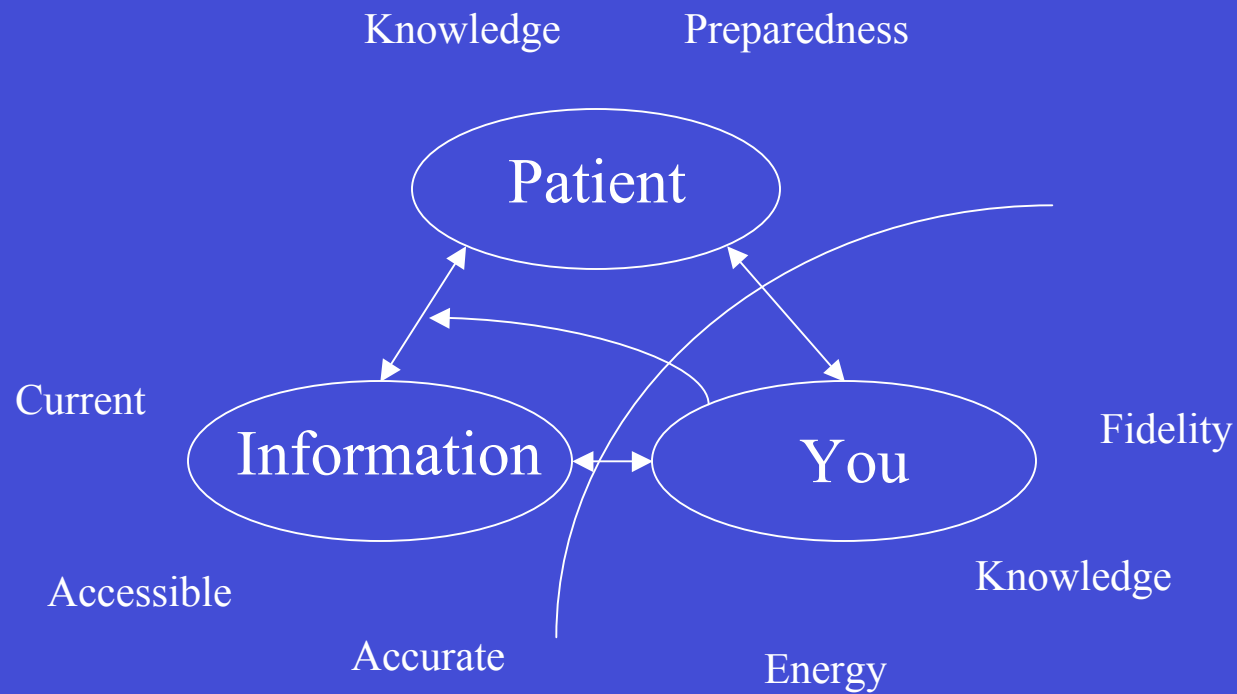 Knowledge Preparedness
Patient
Current
Information
You
Fidelity
Accessible
Knowledge
Accurate
Energy